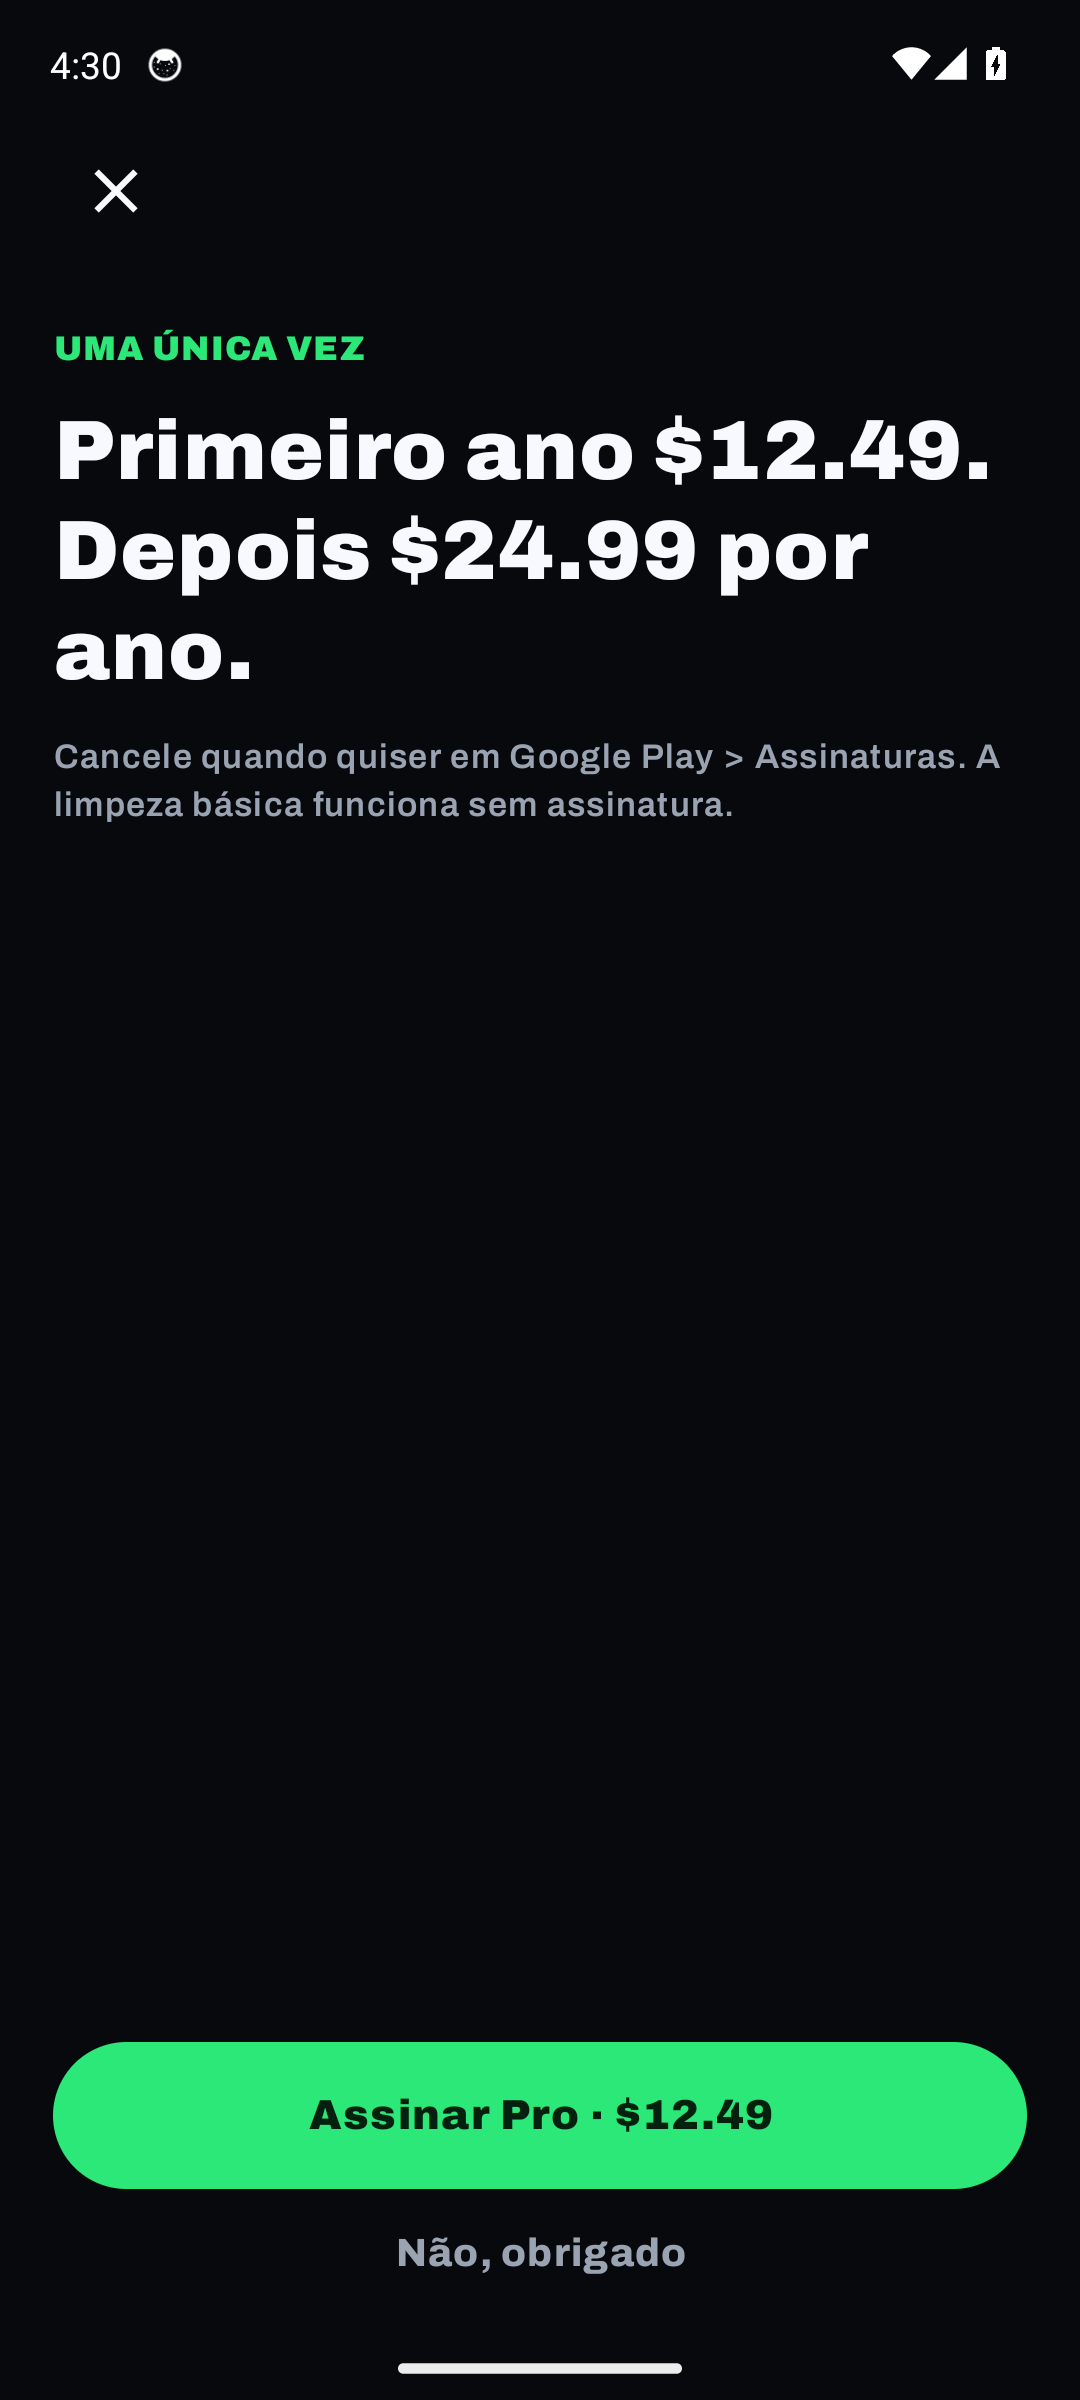 4:30
UMA ÚNICA VEZ
Primeiro ano $12.49.
Depois $24.99 por
ano.
Cancele quando quiser em Google Play > Assinaturas. A
limpeza básica funciona sem assinatura.
Assinar Pro · $12.49
Não, obrigado